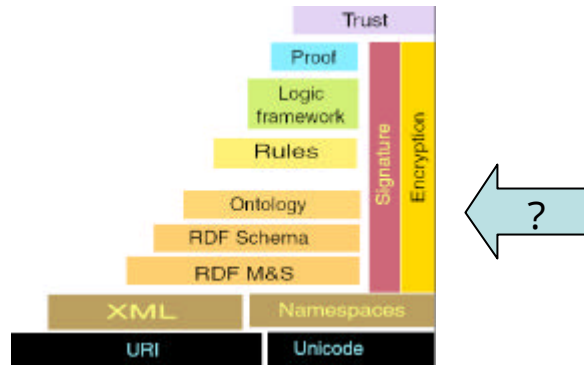 Trust
Proof
Logic
framework
Rules
Ontology
RDF Schema
RDF M&S
Signature
Encryption
?
XML
Namespaces
URI
Unicode